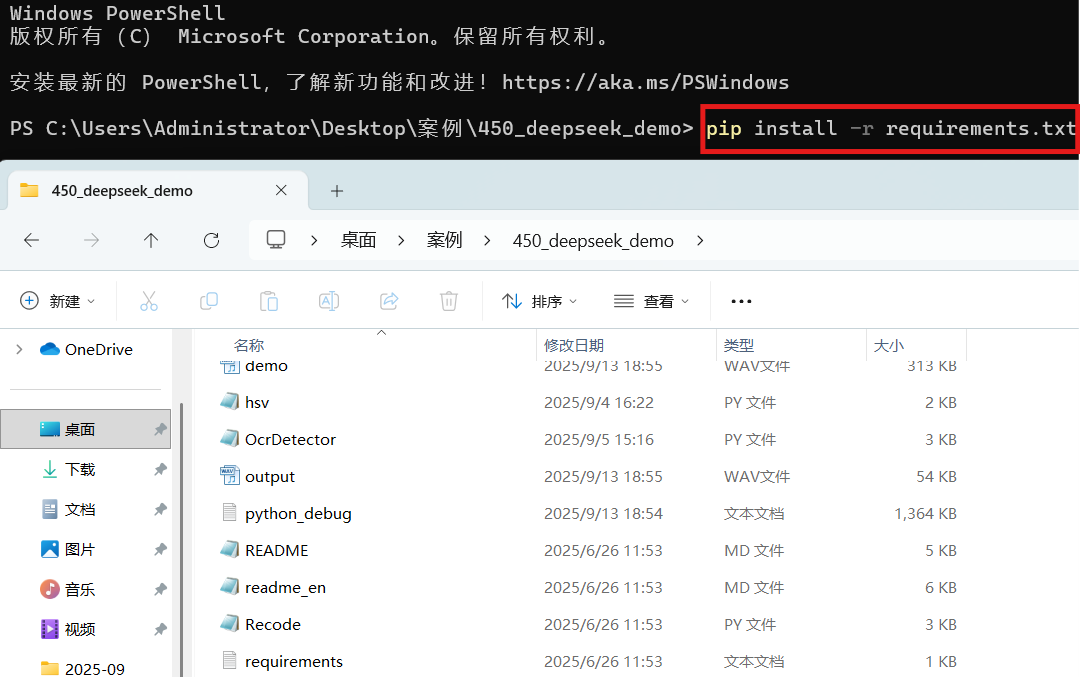 Windows PowerShell
版权所有（C） Microsoft Corporation。保留所有权利。
安装最新的 PowerShell，了解新功能和改进！https://aka.ms/PSWindows
PS C:\Users\Administrator\Desktop\案例\450_deepseek_demo> pip install -r requirements.txt
450_deepseek_demo
桌面 > 案例 > 450_deepseek_demo >
新建 排序 查看 ...
OneDrive
桌面
下载
文档
图片
音乐
视频
2025-09
名称 修改日期 类型 大小
demo 2025/9/13 18:55 WAV文件 313 KB
hsv 2025/9/4 16:22 PY 文件 2 KB
OcrDetector 2025/9/5 15:16 PY 文件 3 KB
output 2025/9/13 18:55 WAV文件 54 KB
python_debug 2025/9/13 18:54 文本文档 1,364 KB
README 2025/6/26 11:53 MD 文件 5 KB
readme_en 2025/6/26 11:53 MD 文件 6 KB
Recode 2025/6/26 11:53 PY 文件 3 KB
requirements 2025/6/26 11:53 文本文档 1 KB